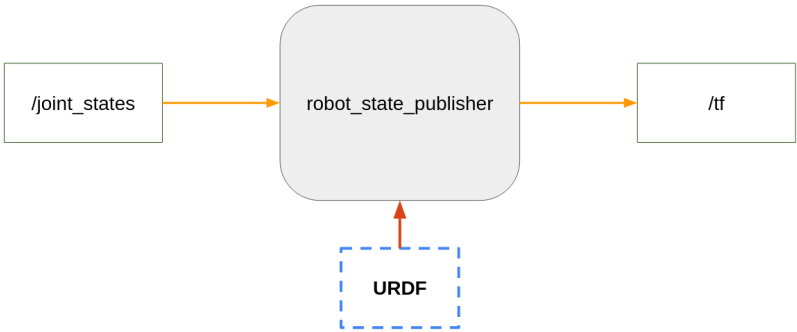 /joint_states
robot_state_publisher
/tf
URDF